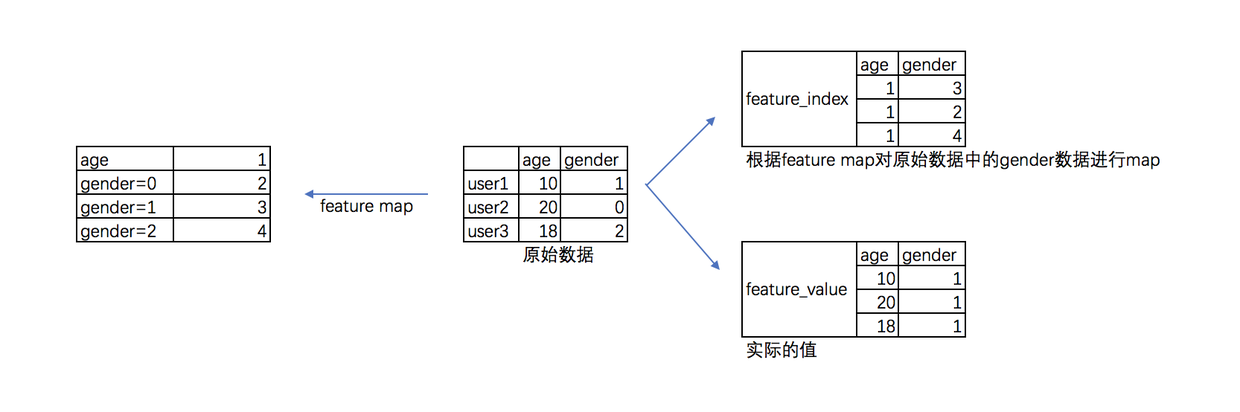 age 1
gender=0 2
gender=1 3
gender=2 4
feature map
age gender
user1 10 1
user2 20 0
user3 18 2
原始数据
age gender
feature_index
1 3
1 2
1 4
根据feature map对原始数据中的gender数据进行map
age gender
feature_value
10 1
20 1
18 1
实际的值